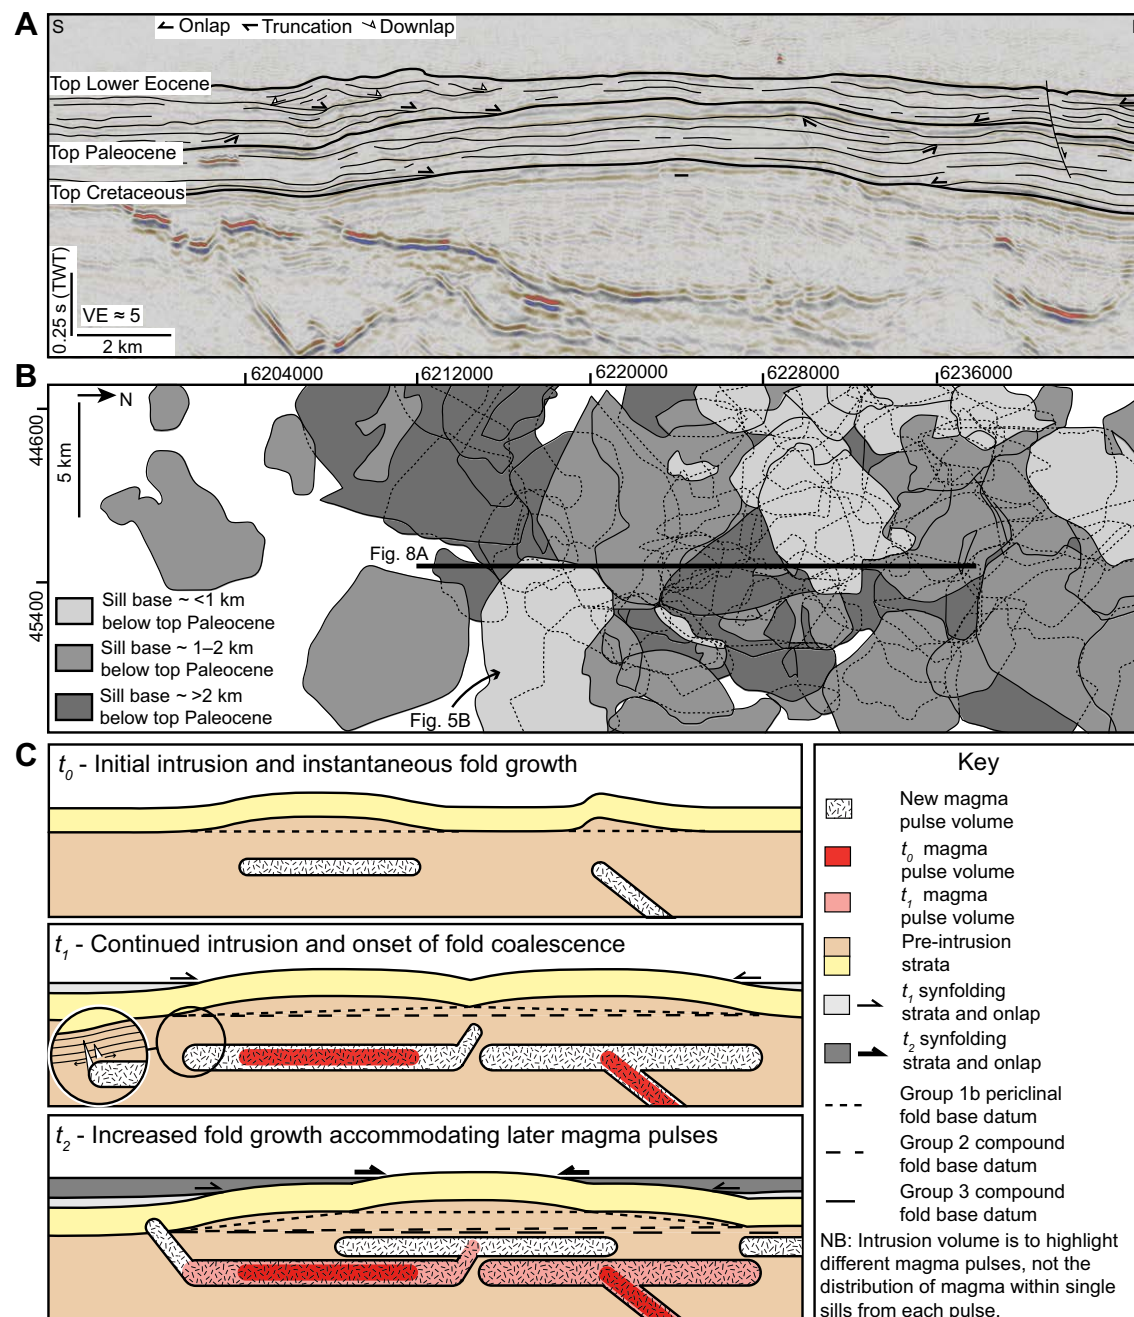 A
S
Onlap
Truncation
Downlap
Top Lower Eocene
Top Paleocene
Top Cretaceous
0.25 s (TWT)
VE ≈ 5
2 km
B
6204000
6212000
6220000
6228000
6236000
N
44600
45400
5 km
Fig. 8A
Sill base ~ <1 km
below top Paleocene
Sill base ~ 1–2 km
below top Paleocene
Sill base ~ >2 km
below top Paleocene
Fig. 5B
C
t0 - Initial intrusion and instantaneous fold growth
t1 - Continued intrusion and onset of fold coalescence
t2 - Increased fold growth accommodating later magma pulses
Key
New magma
pulse volume
t0 magma
pulse volume
t1 magma
pulse volume
Pre-intrusion
strata
t1 synfolding
strata and onlap
t2 synfolding
strata and onlap
Group 1b periclinal
fold base datum
Group 2 compound
fold base datum
Group 3 compound
fold base datum
NB: Intrusion volume is to highlight
different magma pulses, not the
distribution of magma within single
sills from each pulse.